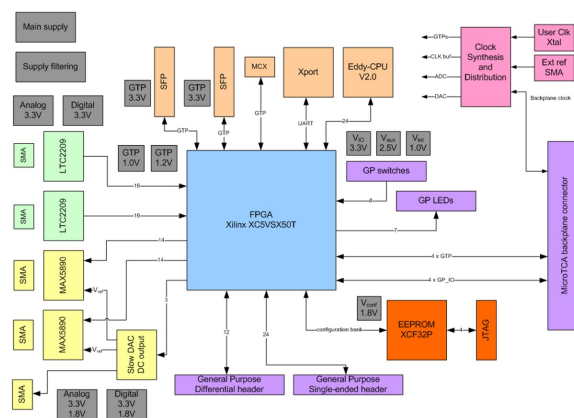 Main supply
Supply filtering
Analog
3.3V
Digital
3.3V
GTP
3.3V
SFP
GTP
3.3V
SFP
MCX
Xport
Eddy-CPU
V2.0
GTPs
CLK buf
ADC
DAC
Clock
Synthesis
and
Distribution
User Clk
Xtal
Ext ref
SMA
Backplane clock
GTP
GTP
GTP
UART
24
GTP
1.0V
GTP
1.2V
VIO
3.3V
Vaux
2.5V
Vint
1.0V
SMA
LTC2209
16
SMA
LTC2209
16
FPGA
Xilinx XC5VSX50T
GP switches
8
GP LEDs
7
MicroTCA backplane connector
4 x GTP
4 x GP_IO
SMA
MAX5890
14
14
Vref
SMA
MAX5890
Vref
Slow DAC
DC output
3
SMA
Analog
3.3V
1.8V
Digital
3.3V
1.8V
12
24
General Purpose
Differential header
General Purpose
Single-ended header
configuration bank
Vconf
1.8V
EEPROM
XCF32P
4
JTAG